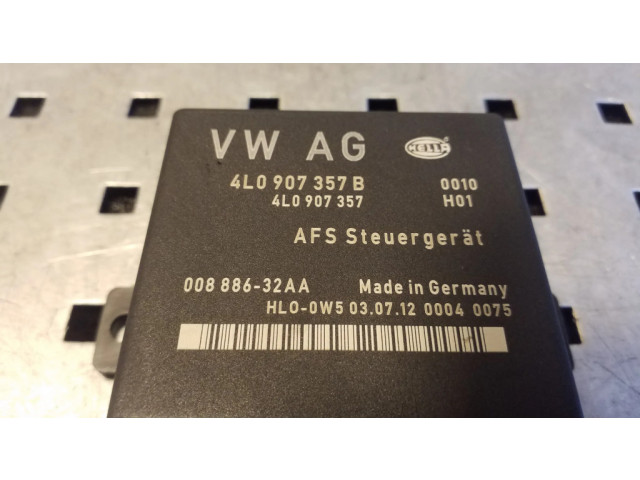 VW AG HELLA
4L0 907 357 B 0010
4L0 907 357 H01
AFS Steuergerät
008 886-32AA Made in Germany
HLO-0W5 03.07.12 0004 0075